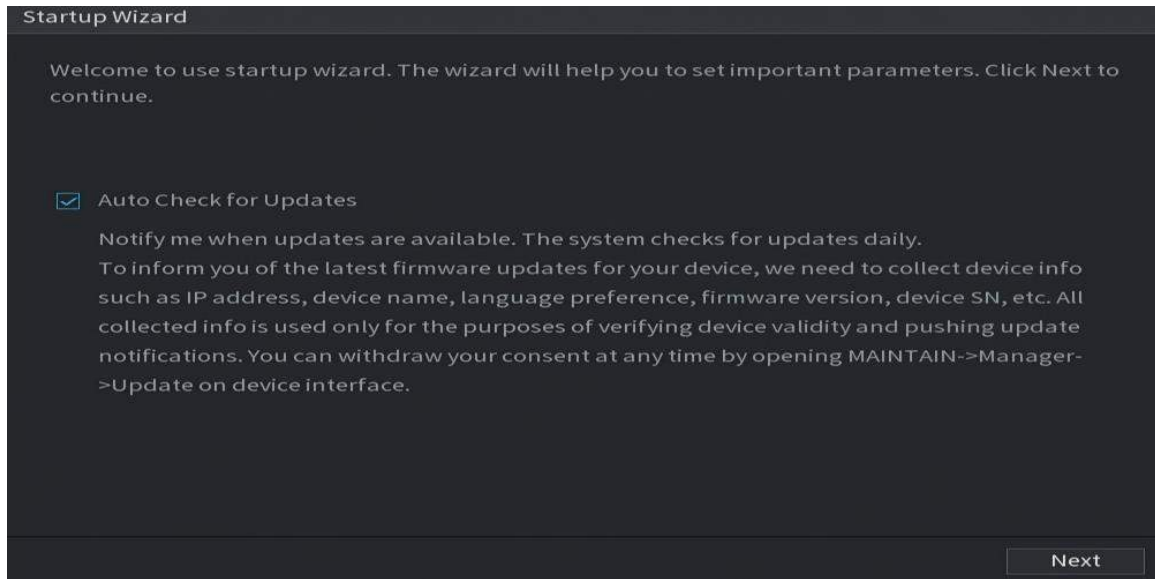 Startup Wizard
Welcome to use startup wizard. The wizard will help you to set important parameters. Click Next to
continue.
Auto Check for Updates
Notify me when updates are available. The system checks for updates daily.
To inform you of the latest firmware updates for your device, we need to collect device info
such as IP address, device name, language preference, firmware version, device SN, etc. All
collected info is used only for the purposes of verifying device validity and pushing update
notifications. You can withdraw your consent at any time by opening MAINTAIN->Manager-
>Update on device interface.
Next